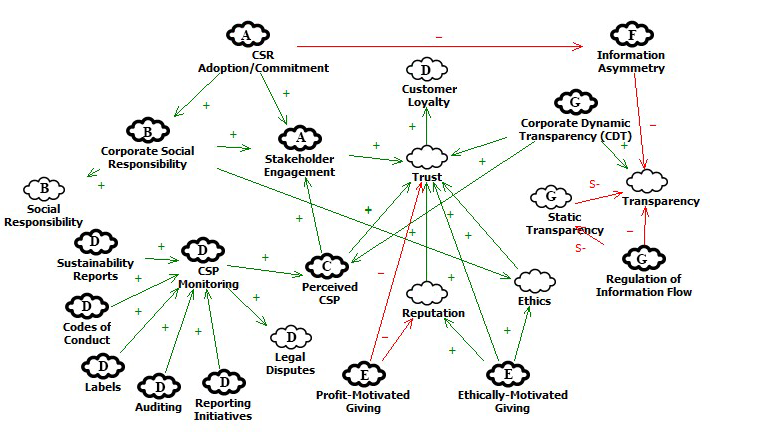 A
CSR
Adoption/Commitment
–
F
Information
Asymmetry
D
Customer
Loyalty
+
+
G
Corporate Dynamic
Transparency (CDT)
–
B
Corporate Social
Responsibility
+
A
Stakeholder
Engagement
+
+
Trust
+
+
B
Social
Responsibility
+
S-
Transparency
G
Static
Transparency
+
+
+
+
+
–
S-
D
Sustainability
Reports
+
D
CSP
Monitoring
+
C
Perceived
CSP
–
+
Ethics
G
Regulation of
Information Flow
+
D
Codes of
Conduct
+
+
+
+
Reputation
D
Legal
Disputes
–
+
+
D
Labels
D
Auditing
D
Reporting
Initiatives
E
Profit-Motivated
Giving
E
Ethically-Motivated
Giving